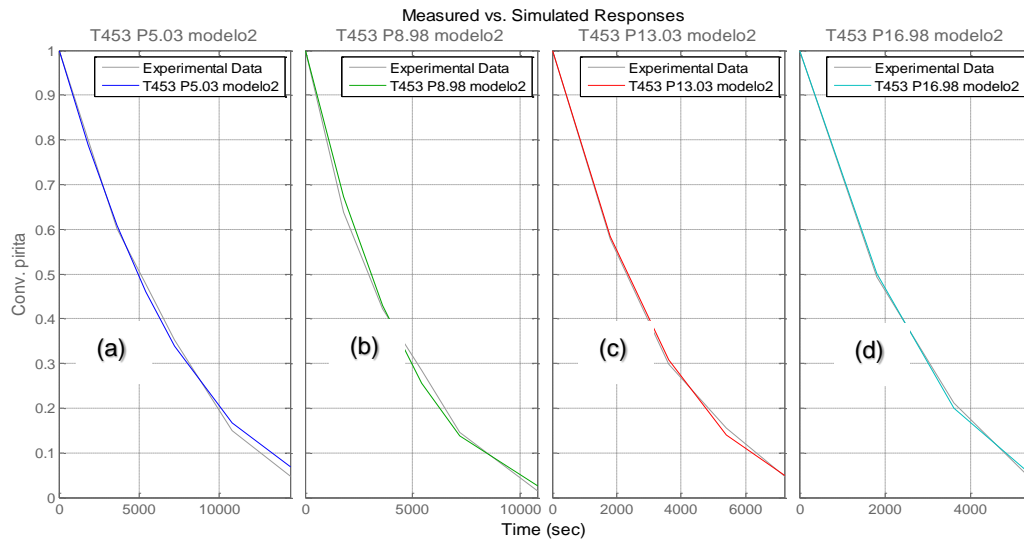 Measured vs. Simulated Responses
T453 P5.03 modelo2
T453 P8.98 modelo2
T453 P13.03 modelo2
T453 P16.98 modelo2
Experimental Data
T453 P5.03 modelo2
Experimental Data
T453 P8.98 modelo2
Experimental Data
T453 P13.03 modelo2
Experimental Data
T453 P16.98 modelo2
Conv. pirita
1
0.9
0.8
0.7
0.6
0.5
0.4
0.3
0.2
0.1
0
(a)
(b)
(c)
(d)
0 5000 10000
0 5000 10000
0 2000 4000 6000
0 2000 4000
Time (sec)